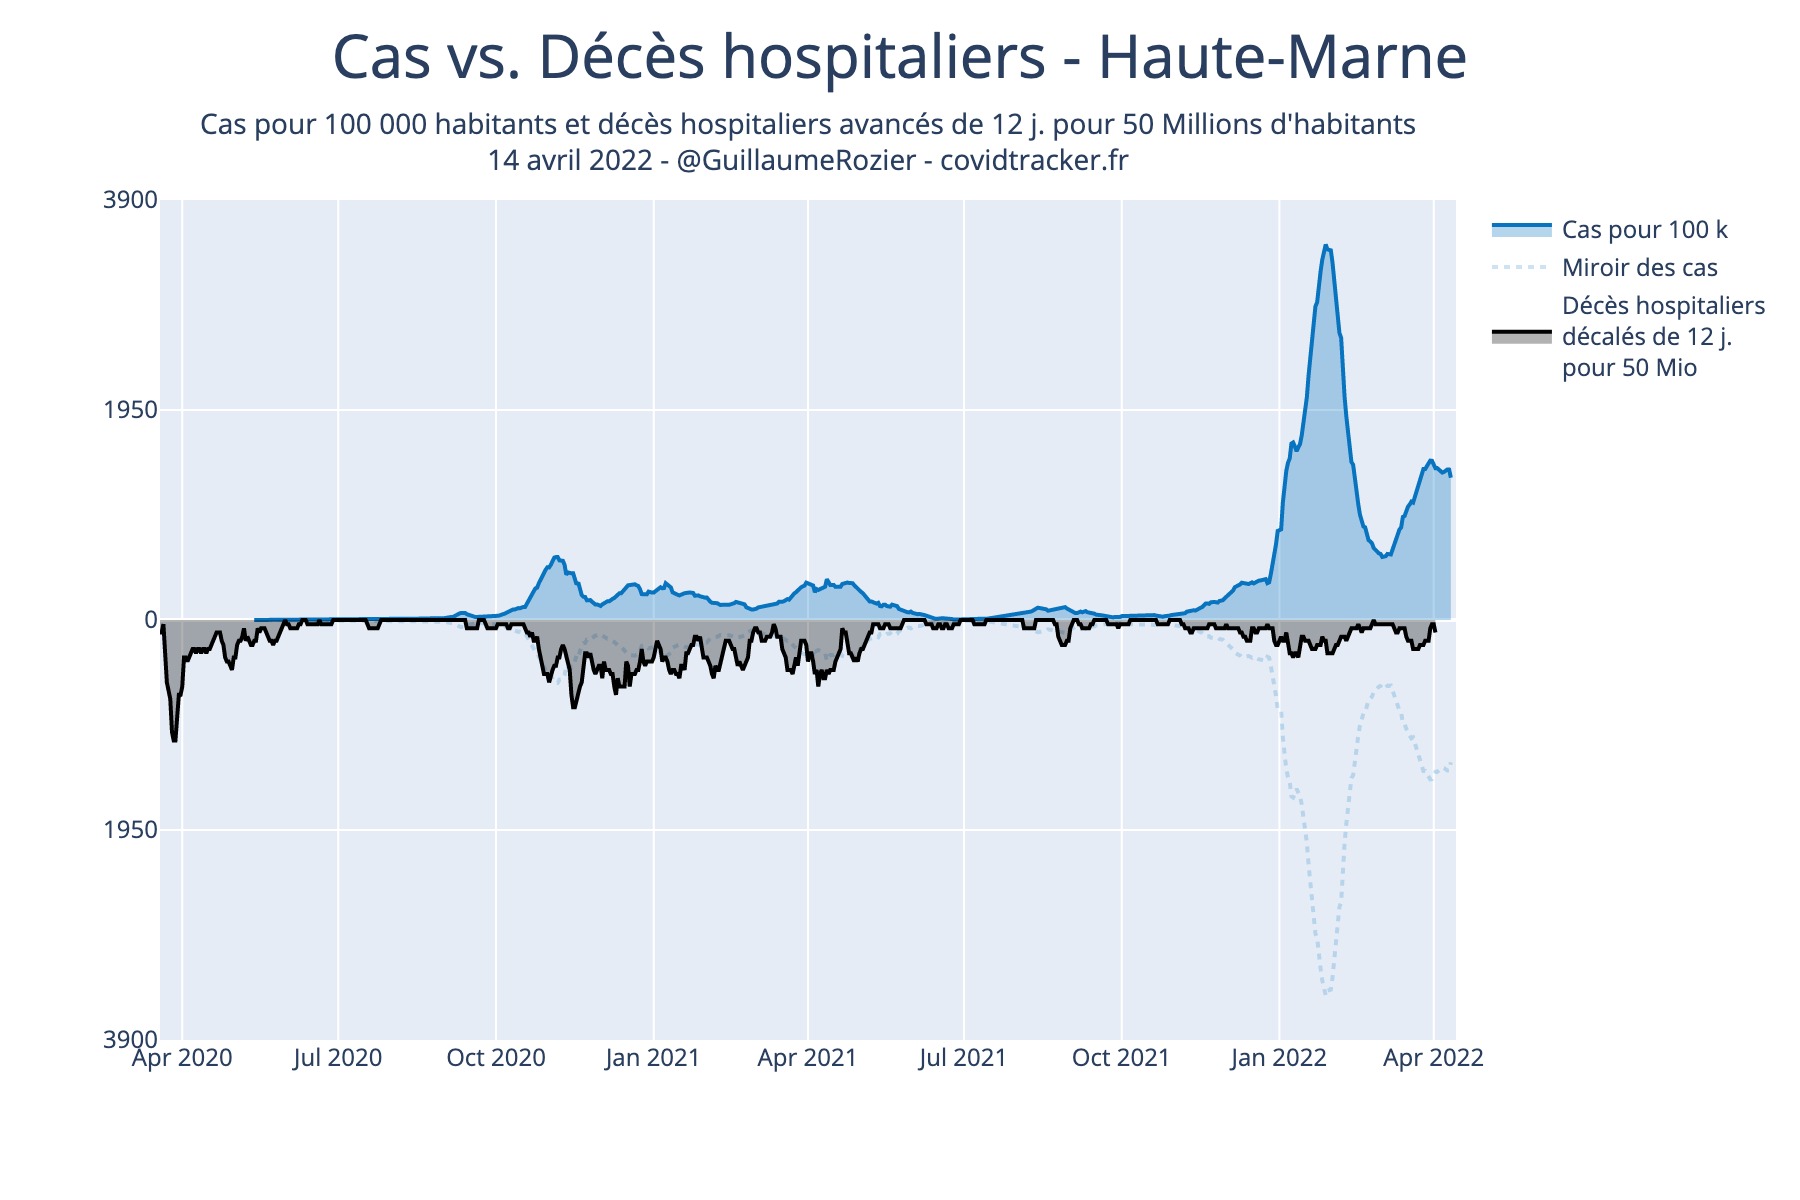 Cas vs. Décès hospitaliers - Haute-Marne
Cas pour 100 000 habitants et décès hospitaliers avancés de 12 j. pour 50 Millions d'habitants
14 avril 2022 - @GuillaumeRozier - covidtracker.fr
3900
1950
0
1950
3900
Apr 2020
Jul 2020
Oct 2020
Jan 2021
Apr 2021
Jul 2021
Oct 2021
Jan 2022
Apr 2022
Cas pour 100 k
Miroir des cas
Décès hospitaliers
décalés de 12 j.
pour 50 Mio